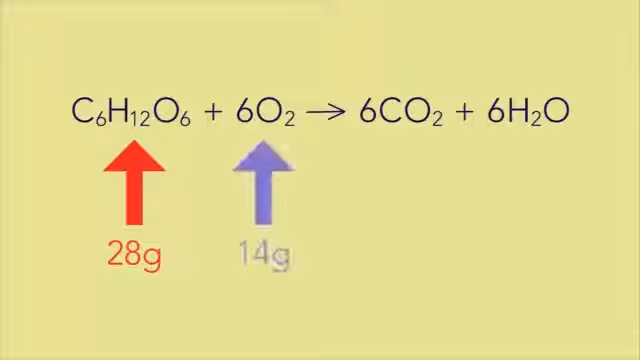 C₆H₁₂O₆ + 6O₂ → 6CO₂ + 6H₂O
28g 14g